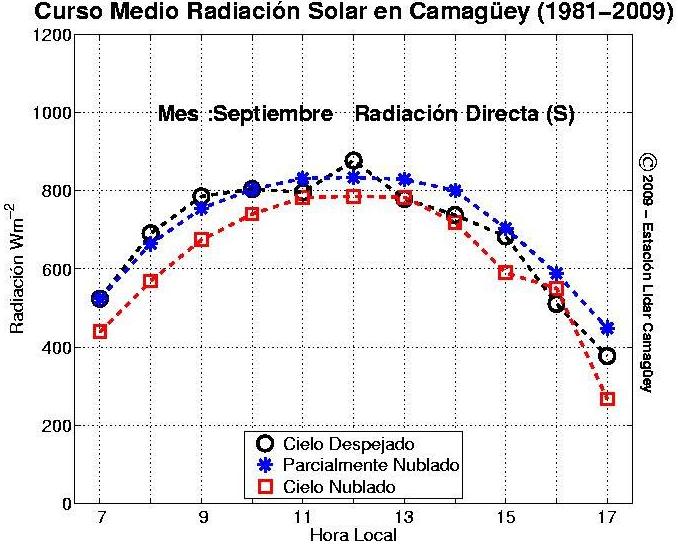 Curso Medio Radiación Solar en Camagüey (1981−2009)
1200
1000
800
600
400
200
0
Radiación Wm−2
Mes :Septiembre Radiación Directa (S)
Cielo Despejado
Parcialmente Nublado
Cielo Nublado
7 9 11 13 15 17
Hora Local
© 2009 − Estación Lidar Camagüey